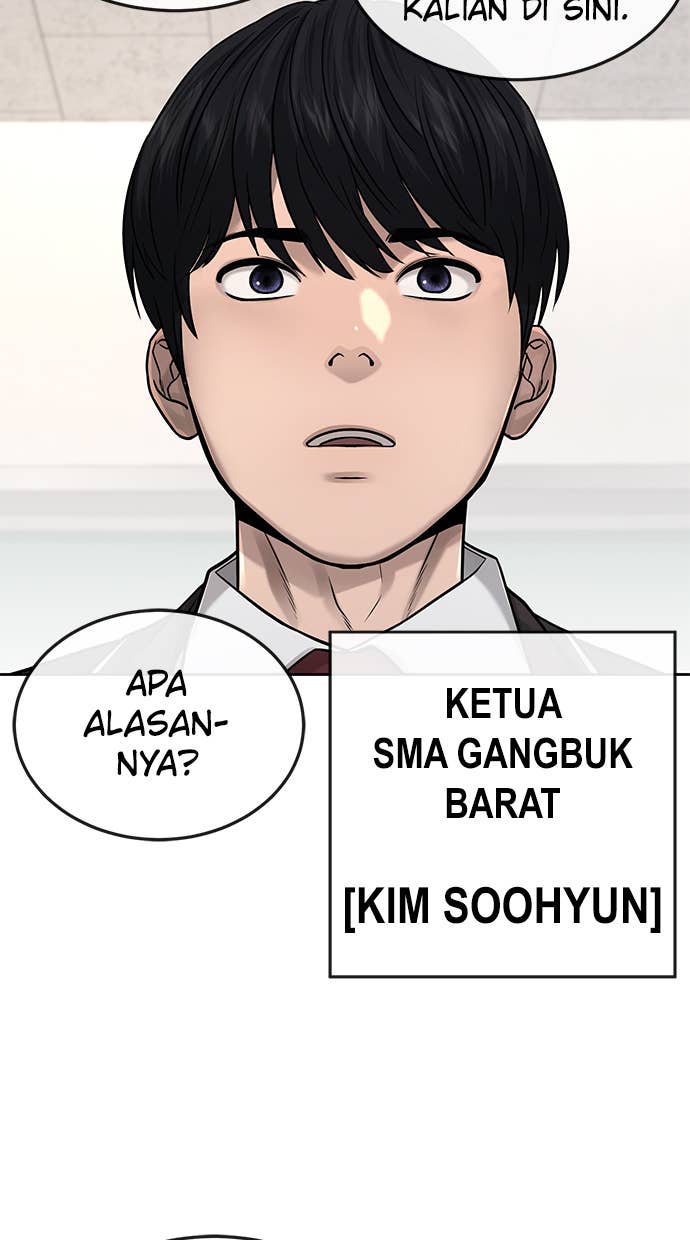 KALIAN DI SINI.
APA
ALASAN-
NYA?
KETUA
SMA GANGBUK
BARAT
[KIM SOOHYUN]